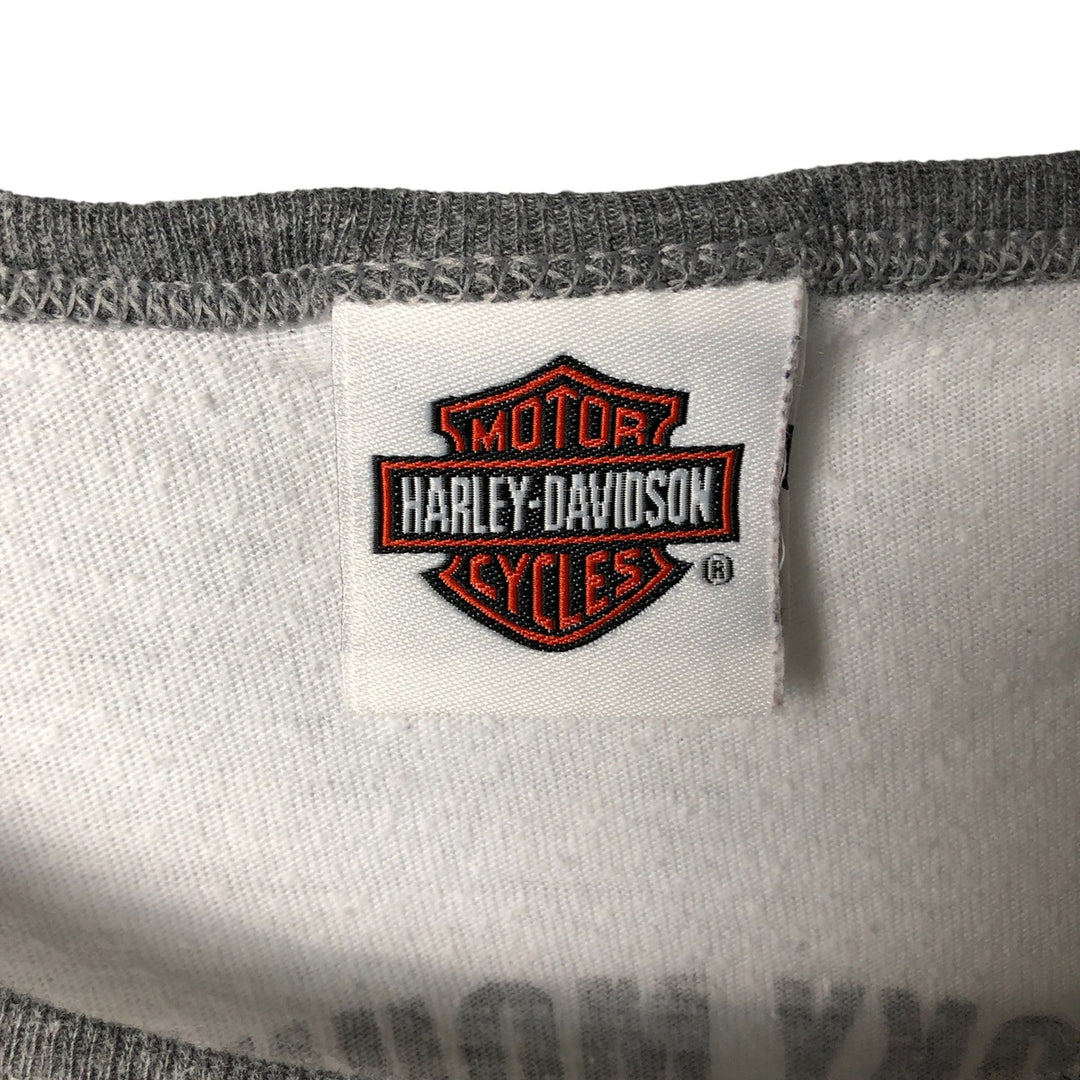 MOTOR
HARLEY-DAVIDSON
CYCLES
®